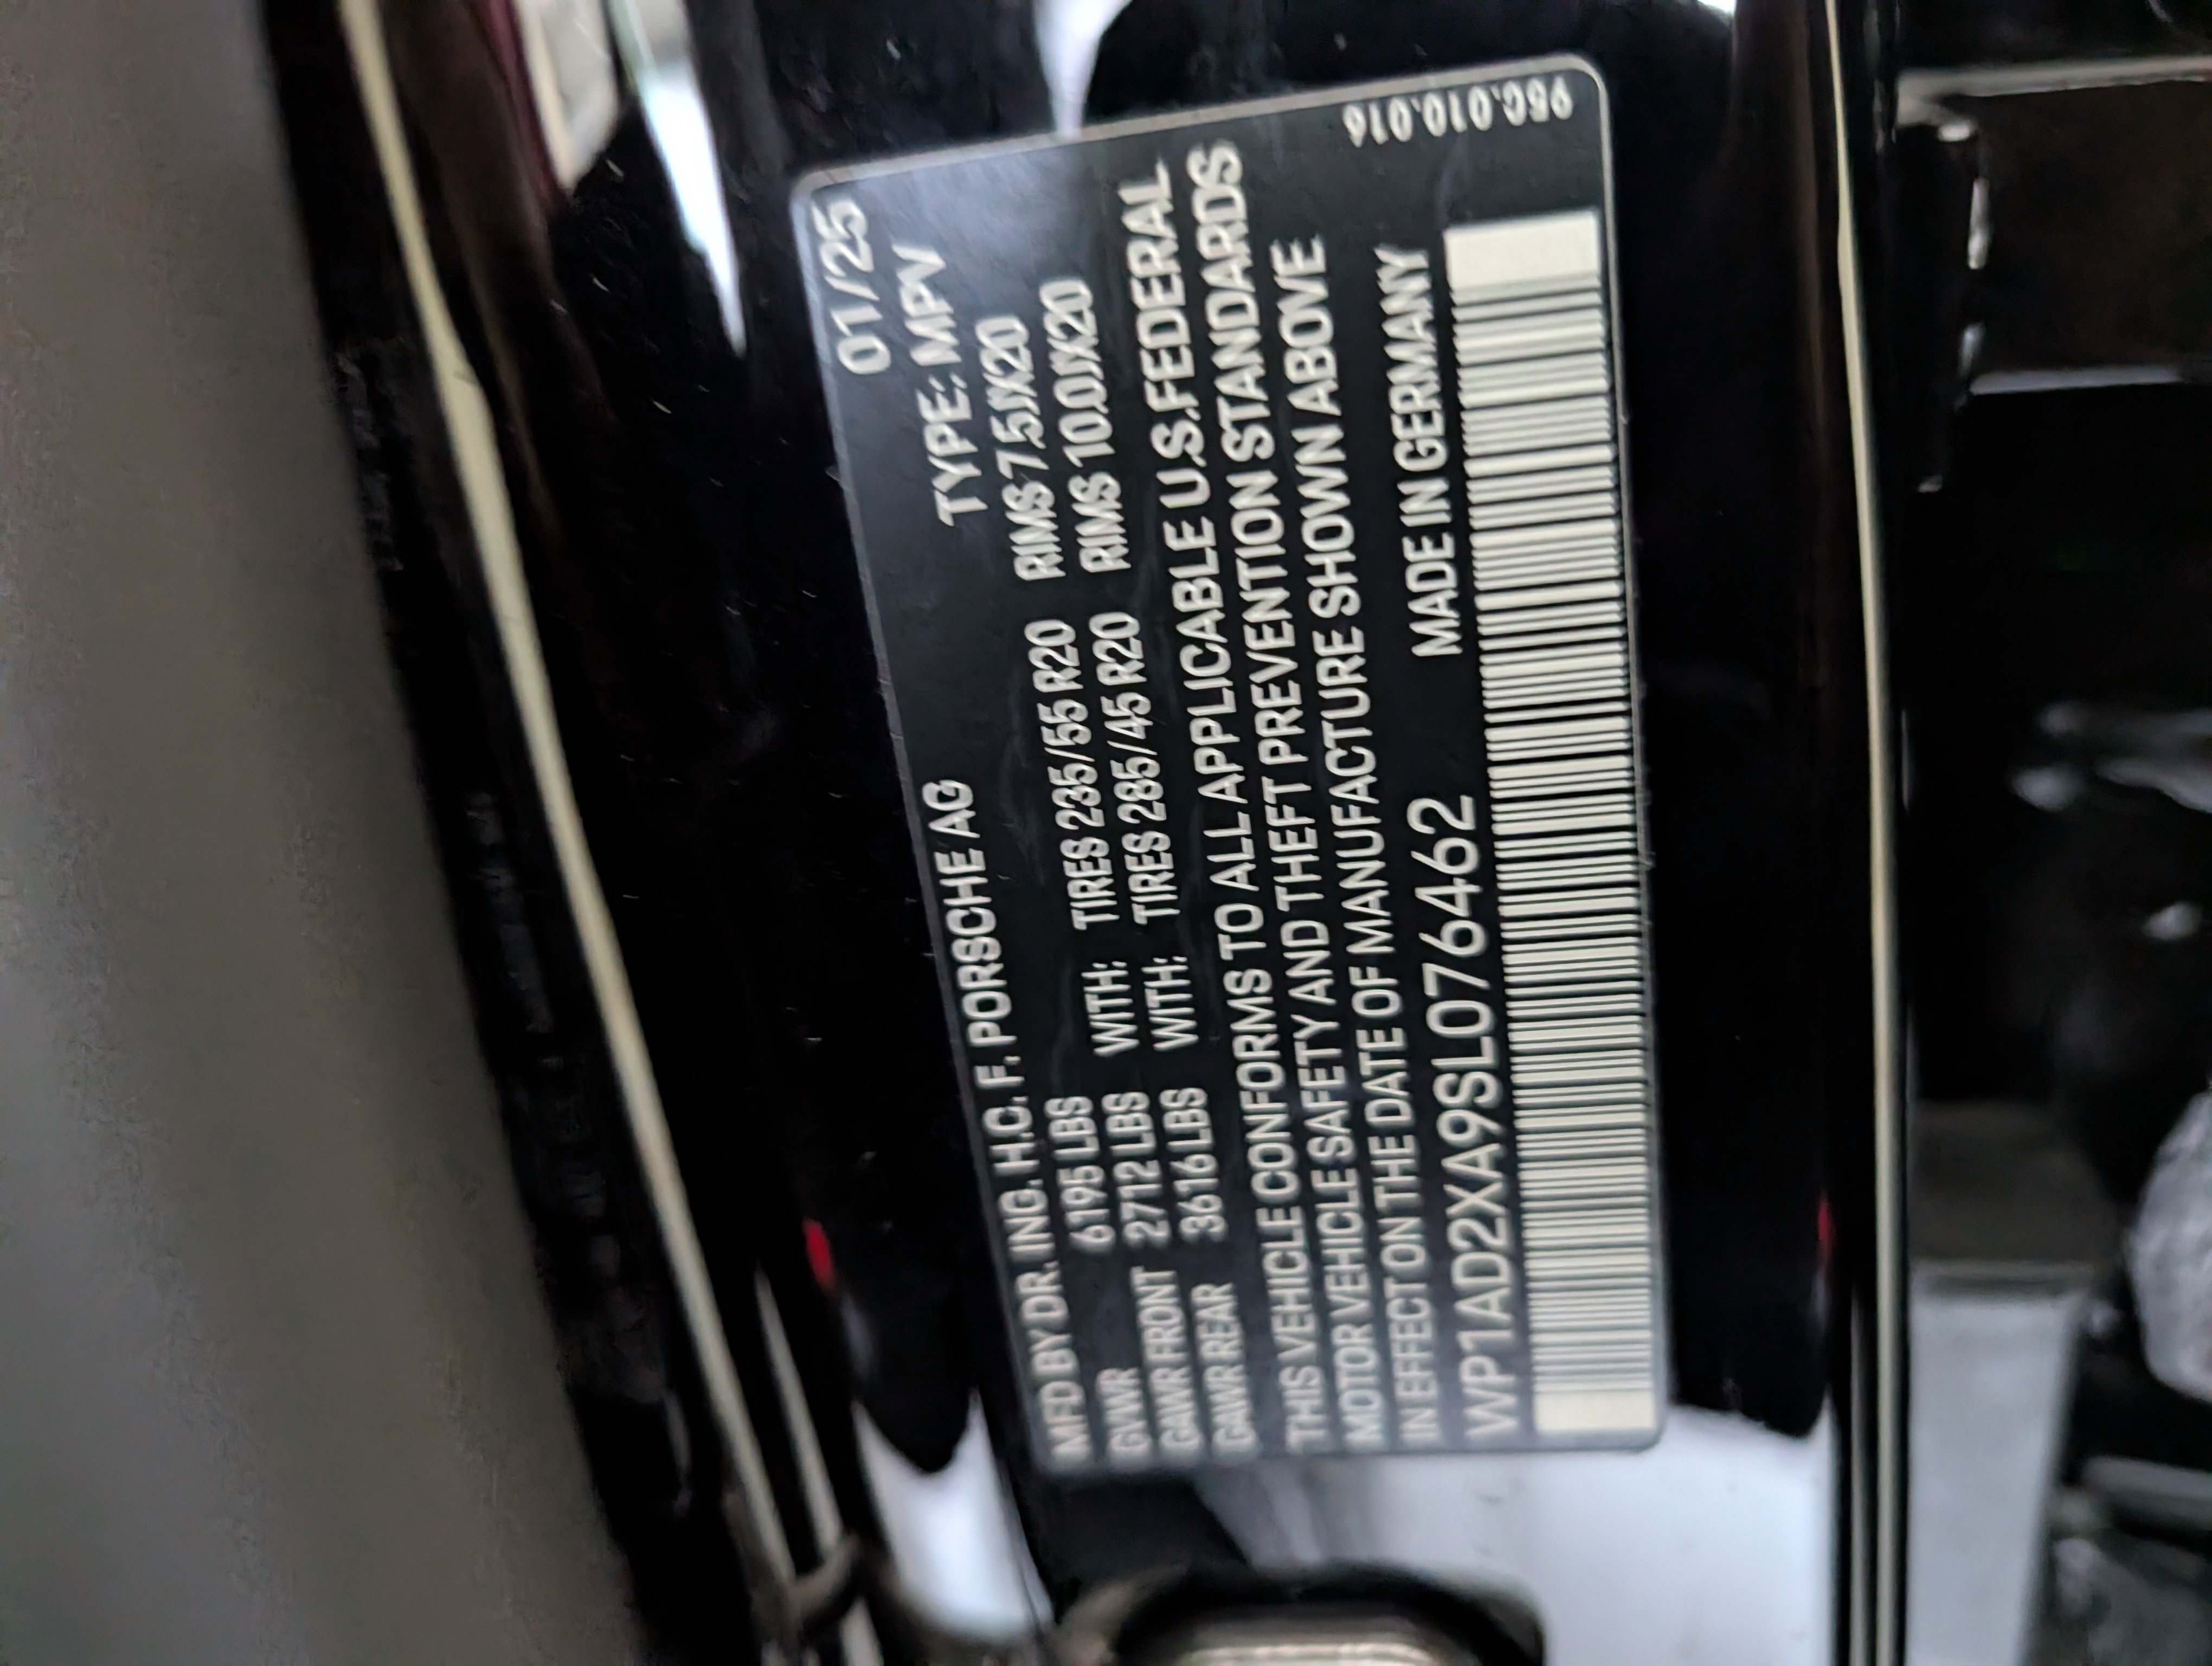 MFD BY DR. ING. H.C. F. PORSCHE AG 01/25
GVWR 6195 LBS TYPE: MPV
GAWR FRONT 2712 LBS WITH: TIRES 235/55 R20 RIMS 7.5JX20
GAWR REAR 3616 LBS WITH: TIRES 285/45 R20 RIMS 10.0JX20
THIS VEHICLE CONFORMS TO ALL APPLICABLE U.S.FEDERAL
MOTOR VEHICLE SAFETY AND THEFT PREVENTION STANDARDS
IN EFFECT ON THE DATE OF MANUFACTURE SHOWN ABOVE
WP1AD2XA9SL076462 MADE IN GERMANY
95C.010.016